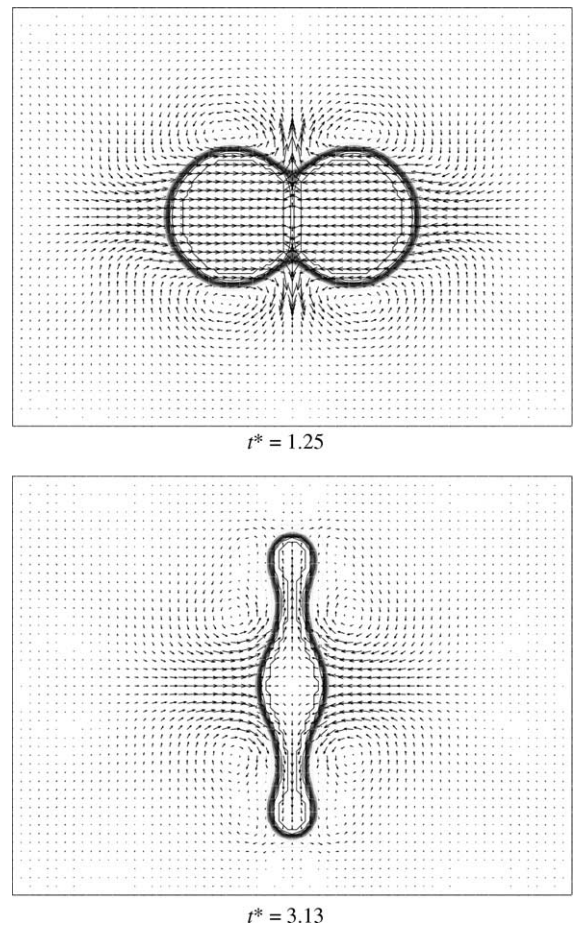 t* = 1.25
t* = 3.13